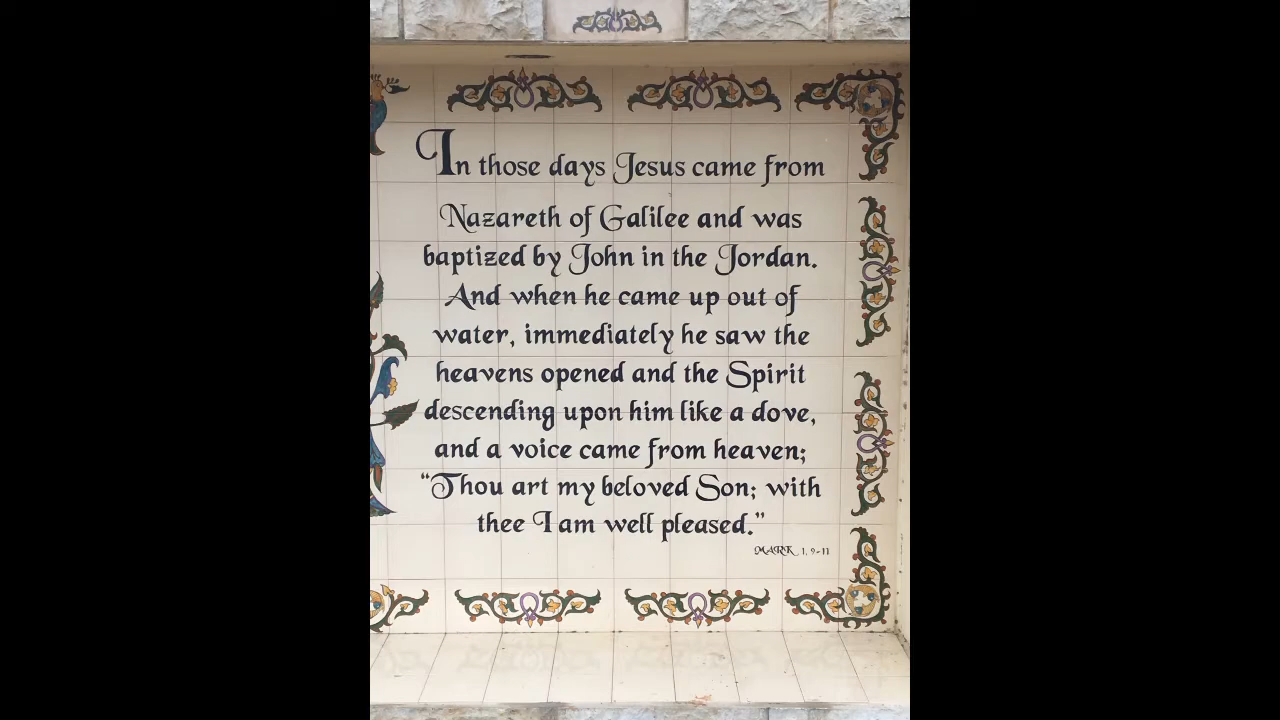 In those days Jesus came from
Nazareth of Galilee and was
baptized by John in the Jordan.
And when he came up out of
water, immediately he saw the
heavens opened and the Spirit
descending upon him like a dove,
and a voice came from heaven;
“Thou art my beloved Son; with
thee I am well pleased.”
MARK 1, 9-11